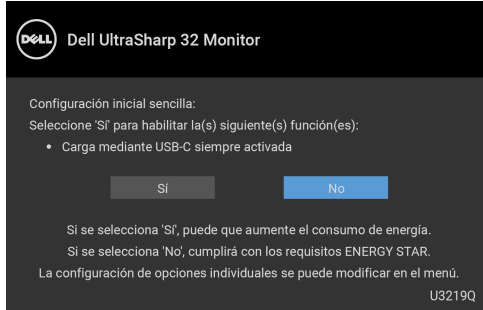 DELL Dell UltraSharp 32 Monitor
Configuración inicial sencilla:
Seleccione 'Sí' para habilitar la(s) siguiente(s) función(es):
• Carga mediante USB-C siempre activada
Sí No
Si se selecciona 'Sí', puede que aumente el consumo de energía.
Si se selecciona 'No', cumplirá con los requisitos ENERGY STAR.
La configuración de opciones individuales se puede modificar en el menú.
U3219Q